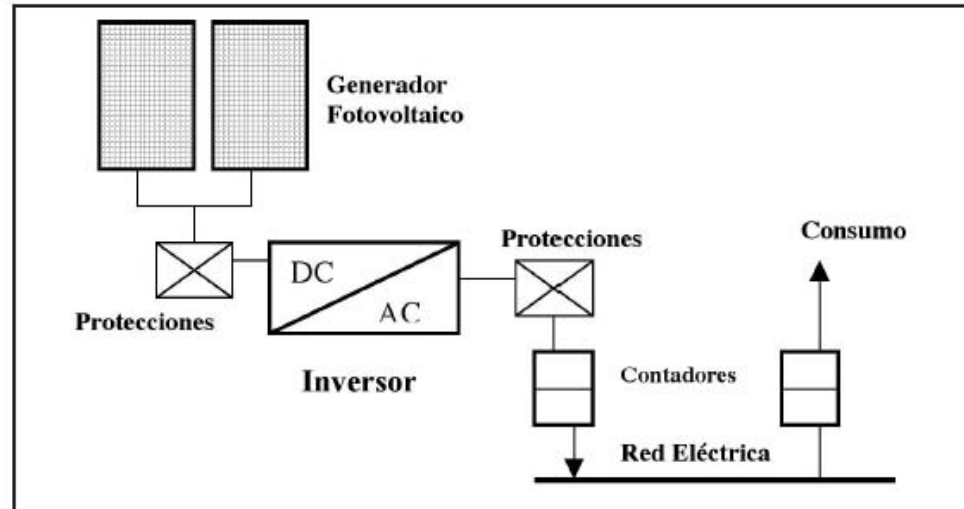 Generador
Fotovoltaico
Consumo
Protecciones
DC
AC
Protecciones
Inversor
Contadores
Red Eléctrica